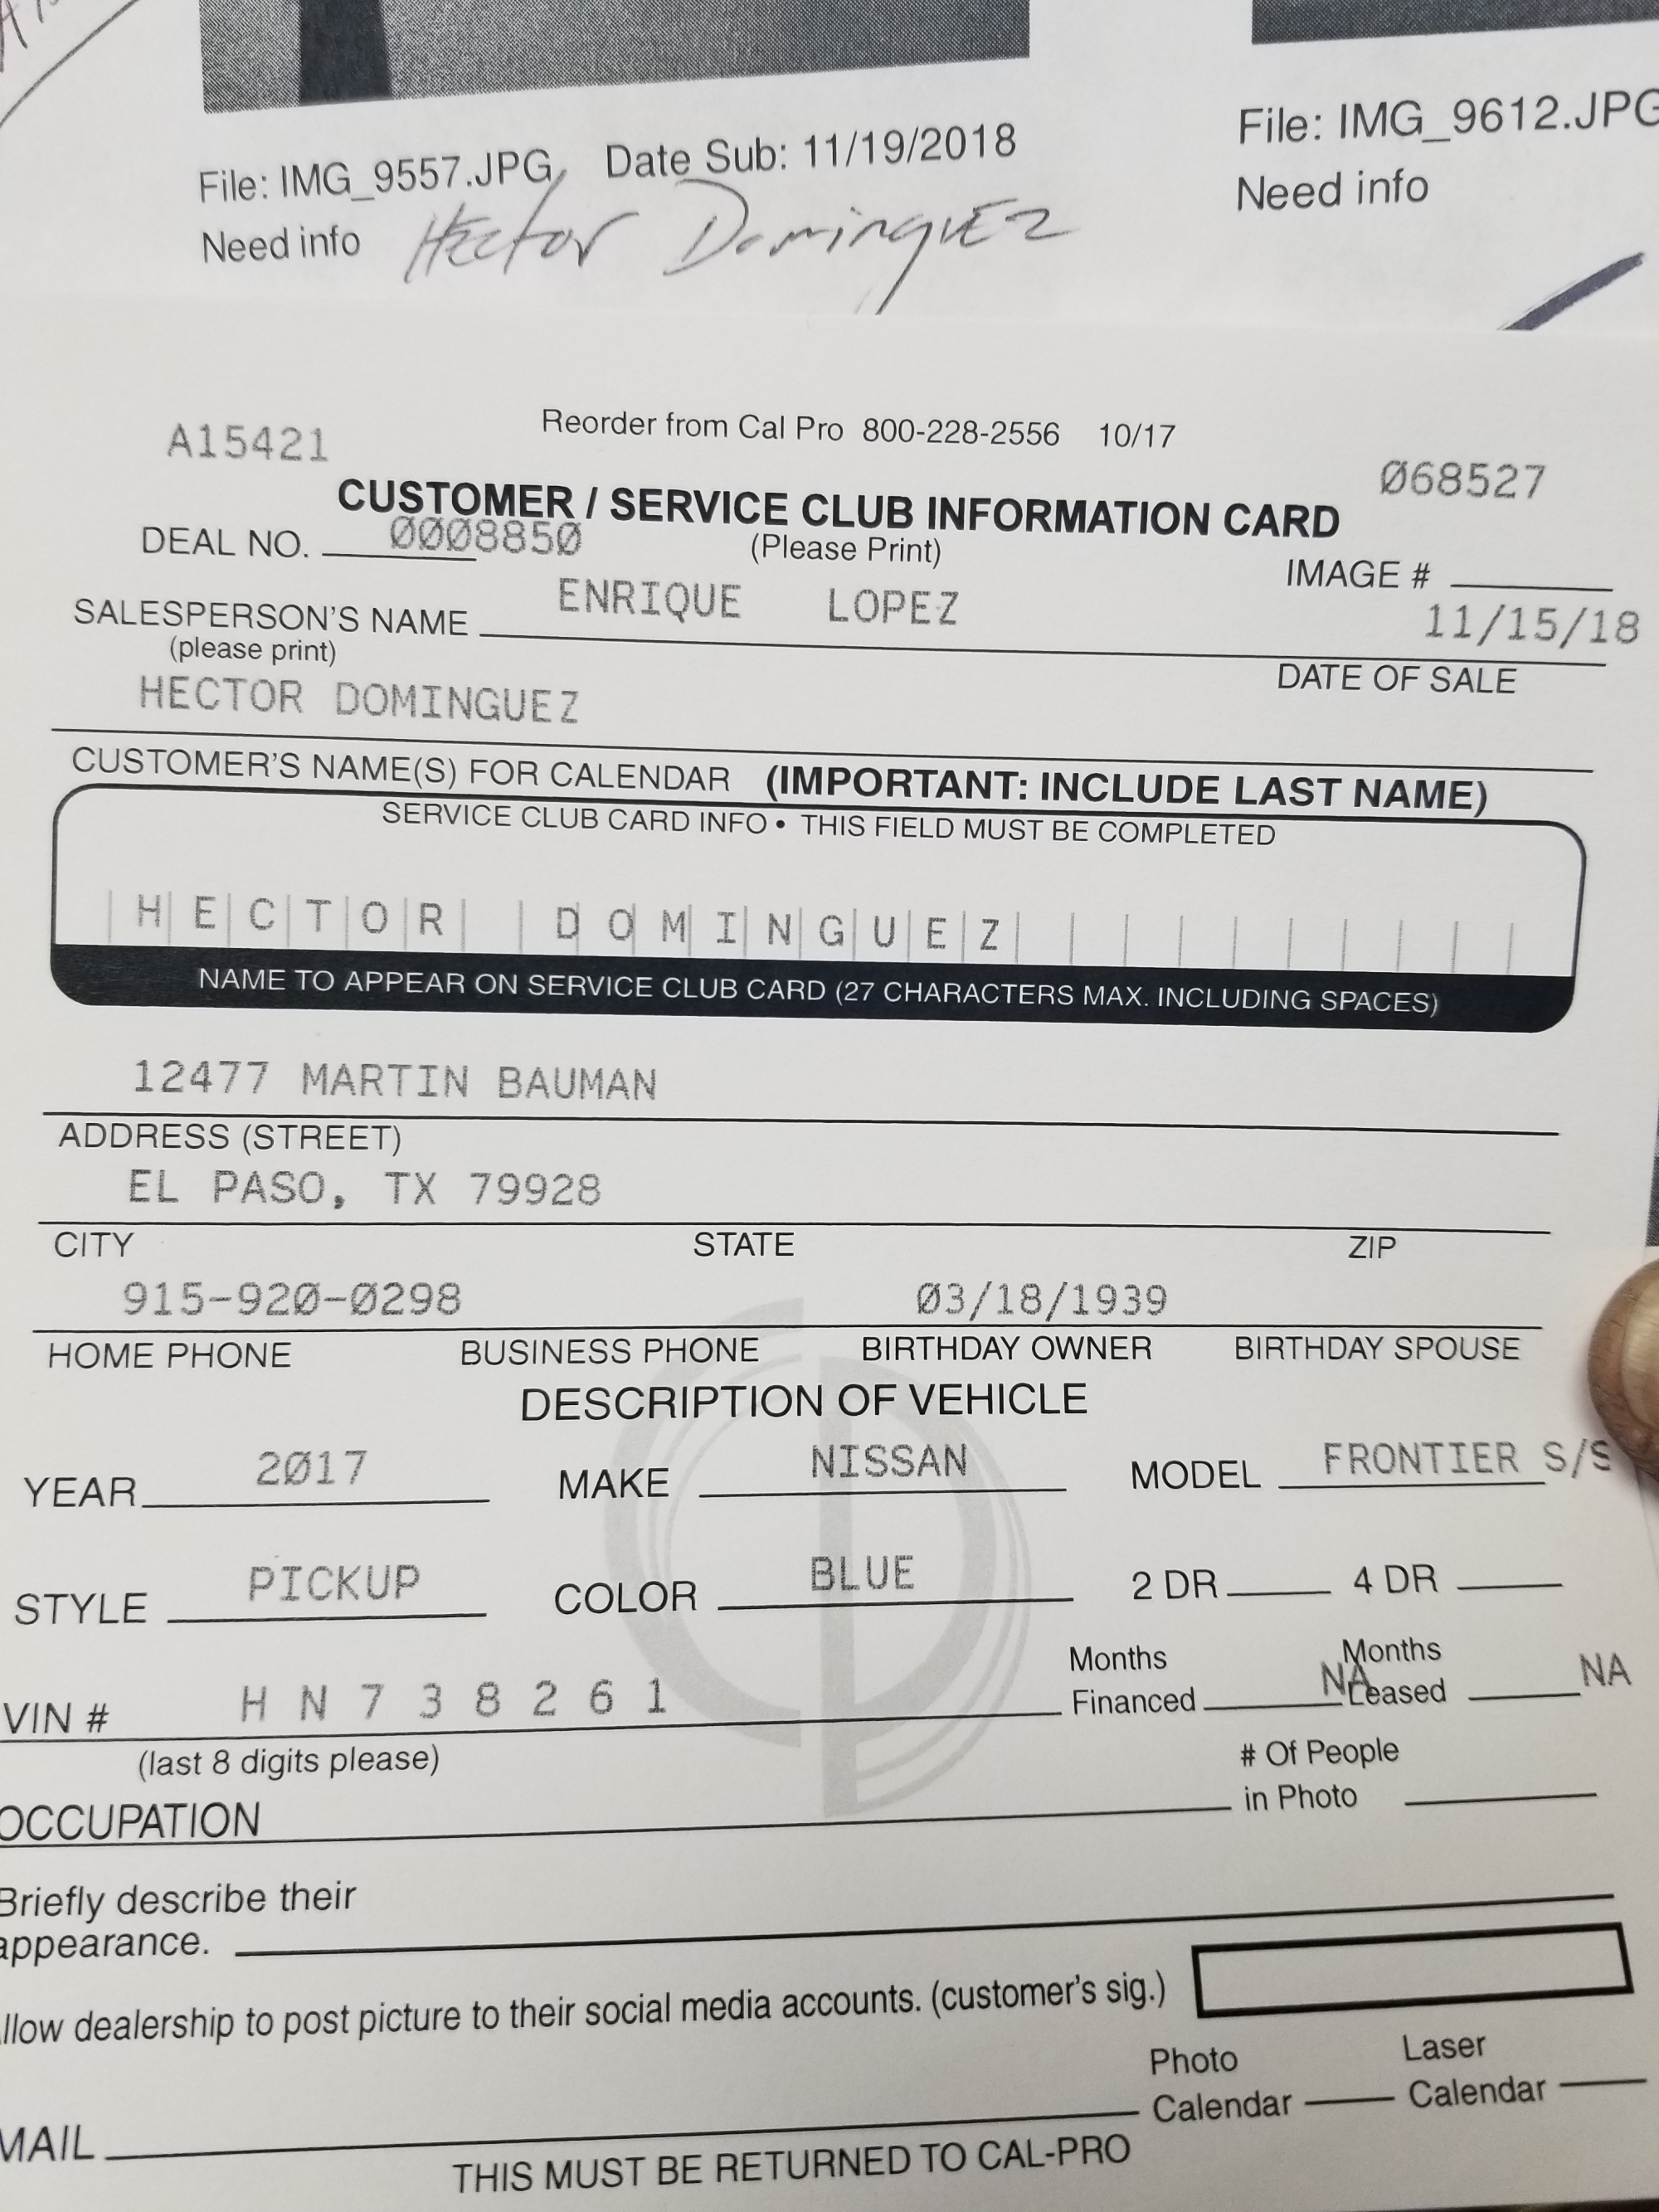 File: IMG_9557.JPG Date Sub: 11/19/2018
Need info Hector DominguEz
File: IMG_9612.JPG
Need info
Reorder from Cal Pro 800-228-2556 10/17
A15421
Ø68527
CUSTOMER / SERVICE CLUB INFORMATION CARD
DEAL NO. ØØØ885Ø
(Please Print)
IMAGE #
SALESPERSON'S NAME ENRIQUE LOPEZ
11/15/18
(please print)
DATE OF SALE
HECTOR DOMINGUEZ
CUSTOMER'S NAME(S) FOR CALENDAR (IMPORTANT: INCLUDE LAST NAME)
SERVICE CLUB CARD INFO • THIS FIELD MUST BE COMPLETED
HECTOR DOMINGUEZ
NAME TO APPEAR ON SERVICE CLUB CARD (27 CHARACTERS MAX. INCLUDING SPACES)
12477 MARTIN BAUMAN
ADDRESS (STREET)
EL PASO, TX 79928
CITY STATE ZIP
915-92Ø-Ø298 Ø3/18/1939
HOME PHONE BUSINESS PHONE BIRTHDAY OWNER BIRTHDAY SPOUSE
DESCRIPTION OF VEHICLE
YEAR 2Ø17 MAKE NISSAN MODEL FRONTIER S/S
STYLE PICKUP COLOR BLUE 2 DR 4 DR
VIN # H N 7 3 8 2 6 1
Months Financed NA Months Leased NA
(last 8 digits please)
# Of People in Photo
OCCUPATION
Briefly describe their
appearance.
llow dealership to post picture to their social media accounts. (customer's sig.)
Photo Calendar Laser Calendar
MAIL
THIS MUST BE RETURNED TO CAL-PRO